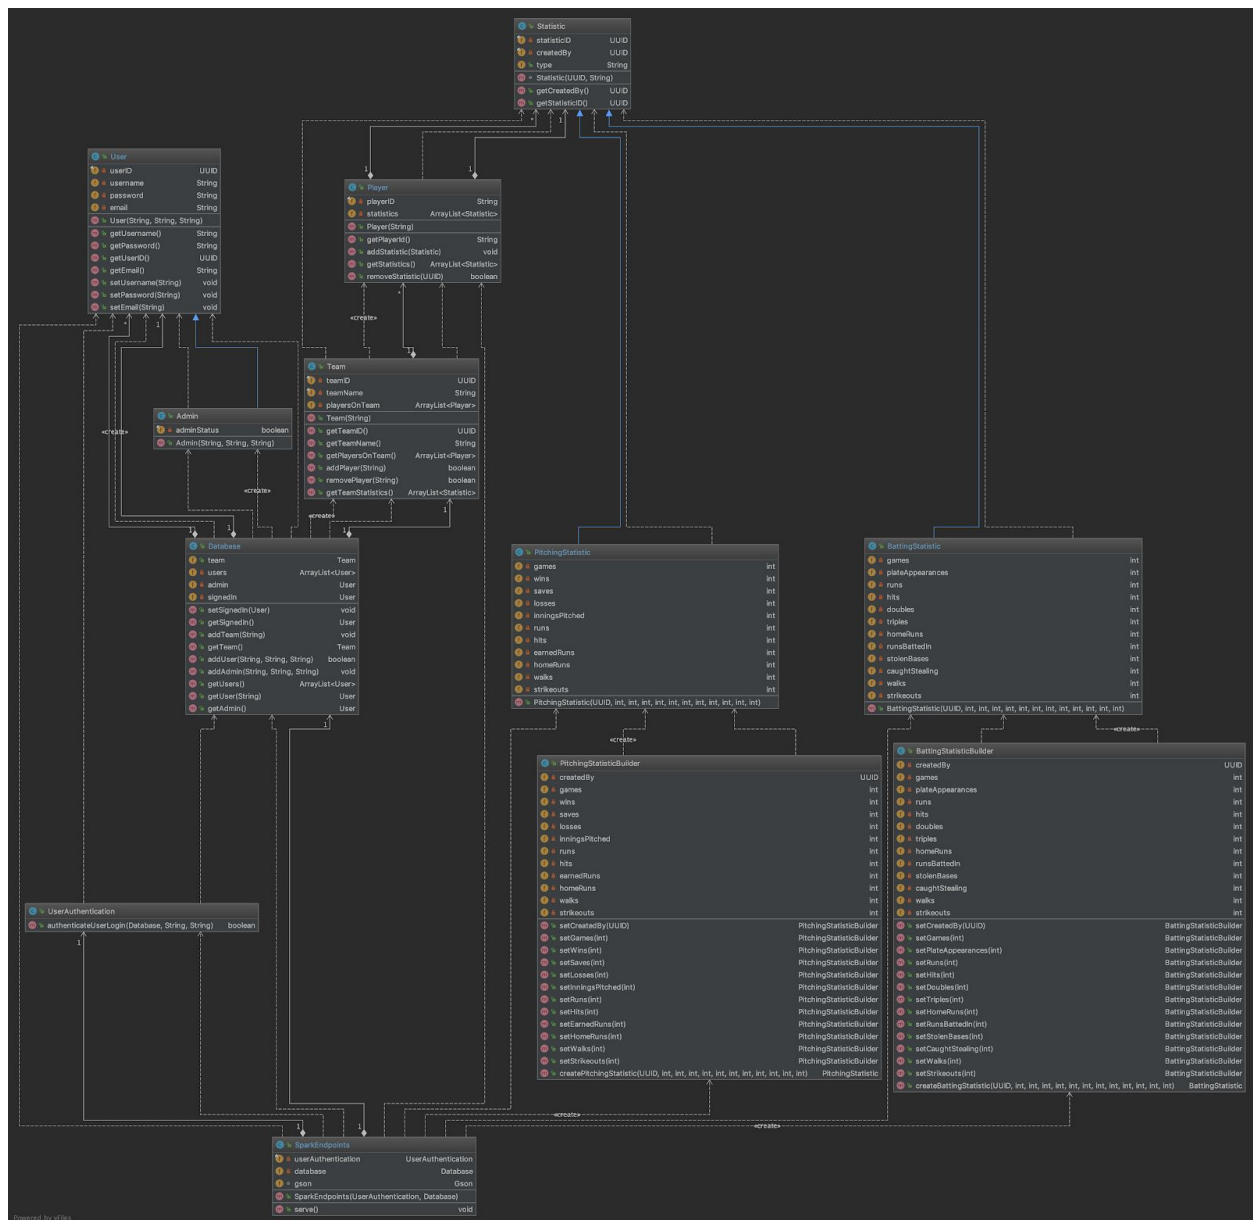 Statistic
statisticID UUID
createdBy UUID
type String
Statistic(UUID, String)
getCreatedBy() UUID
getStatisticID() UUID
* 1
1 1
User
userID UUID
username String
password String
email String
User(String, String, String)
getUsername() String
getPassword() String
getUserID() UUID
getEmail() String
setUsername(String) void
setPassword(String) void
setEmail(String) void
* 1
Player
playerID String
statistics ArrayList<Statistic>
Player(String)
getPlayerId() String
addStatistic(Statistic) void
getStatistics() ArrayList<Statistic>
removeStatistic(UUID) boolean
*
«create»
1
Team
teamID UUID
teamName String
playersOnTeam ArrayList<Player>
Team(String)
getTeamID() UUID
getTeamName() String
getPlayersOnTeam() ArrayList<Player>
addPlayer(String) boolean
removePlayer(String) boolean
getTeamStatistics() ArrayList<Statistic>
Admin
adminStatus boolean
Admin(String, String, String)
«create»
«create»
«create»
1
1 1 1
Database
team Team
users ArrayList<User>
admin User
signedIn User
setSignedIn(User) void
getSignedIn() User
addTeam(String) void
getTeam() Team
addUser(String, String, String) boolean
addAdmin(String, String, String) void
getUsers() ArrayList<User>
getUser(String) User
getAdmin() User
1
PitchingStatistic
games int
wins int
saves int
losses int
inningsPitched int
runs int
hits int
earnedRuns int
homeRuns int
walks int
strikeouts int
PitchingStatistic(UUID, int, int, int, int, int, int, int, int, int, int, int)
«create»
BattingStatistic
games int
plateAppearances int
runs int
hits int
doubles int
triples int
homeRuns int
runsBattedIn int
stolenBases int
caughtStealing int
walks int
strikeouts int
BattingStatistic(UUID, int, int, int, int, int, int, int, int, int, int, int, int)
«create»
PitchingStatisticBuilder
createdBy UUID
games int
wins int
saves int
losses int
inningsPitched int
runs int
hits int
earnedRuns int
homeRuns int
walks int
strikeouts int
setCreatedBy(UUID) PitchingStatisticBuilder
setGames(int) PitchingStatisticBuilder
setWins(int) PitchingStatisticBuilder
setSaves(int) PitchingStatisticBuilder
setLosses(int) PitchingStatisticBuilder
setInningsPitched(int) PitchingStatisticBuilder
setRuns(int) PitchingStatisticBuilder
setHits(int) PitchingStatisticBuilder
setEarnedRuns(int) PitchingStatisticBuilder
setHomeRuns(int) PitchingStatisticBuilder
setWalks(int) PitchingStatisticBuilder
setStrikeouts(int) PitchingStatisticBuilder
createPitchingStatistic(UUID, int, int, int, int, int, int, int, int, int, int, int) PitchingStatistic
BattingStatisticBuilder
createdBy UUID
games int
plateAppearances int
runs int
hits int
doubles int
triples int
homeRuns int
runsBattedIn int
stolenBases int
caughtStealing int
walks int
strikeouts int
setCreatedBy(UUID) BattingStatisticBuilder
setGames(int) BattingStatisticBuilder
setPlateAppearances(int) BattingStatisticBuilder
setRuns(int) BattingStatisticBuilder
setHits(int) BattingStatisticBuilder
setDoubles(int) BattingStatisticBuilder
setTriples(int) BattingStatisticBuilder
setHomeRuns(int) BattingStatisticBuilder
setRunsBattedIn(int) BattingStatisticBuilder
setStolenBases(int) BattingStatisticBuilder
setCaughtStealing(int) BattingStatisticBuilder
setWalks(int) BattingStatisticBuilder
setStrikeouts(int) BattingStatisticBuilder
createBattingStatistic(UUID, int, int, int, int, int, int, int, int, int, int, int, int) BattingStatistic
UserAuthentication
authenticateUserLogin(Database, String, String) boolean
1
«create»
«create»
1 1
SparkEndpoints
userAuthentication UserAuthentication
database Database
gson Gson
SparkEndpoints(UserAuthentication, Database)
serve() void
Powered by yFiles